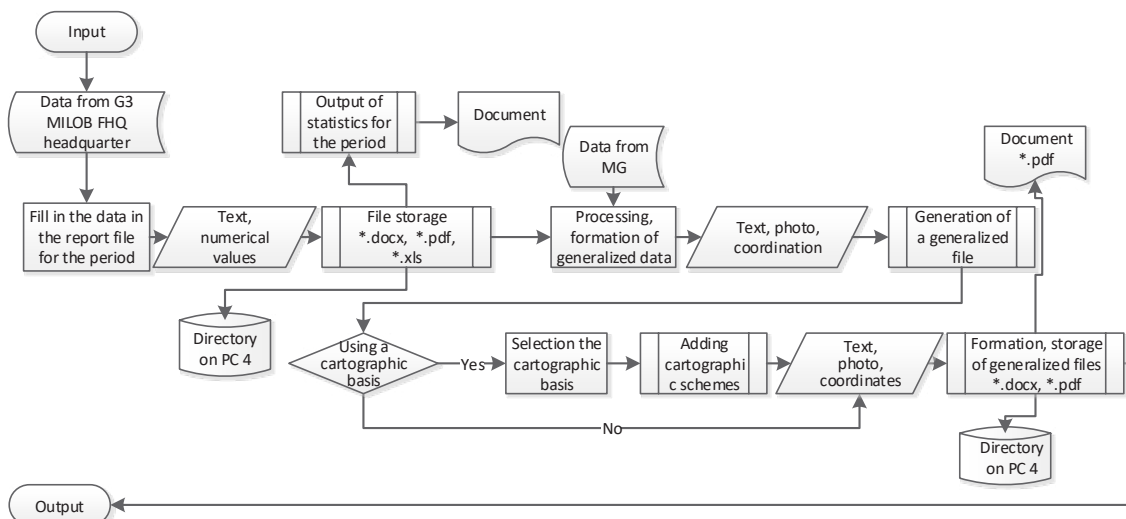 Input
Data from G3
MILOB FHQ
headquarter
Output of
statistics for
the period
Document
Data from
MG
Document
*.pdf
Fill in the data in
the report file
for the period
Text,
numerical
values
File storage
*.docx, *.pdf,
*.xls
Processing,
formation of
generalized data
Text, photo,
coordination
Generation of
a generalized
file
Directory
on PC 4
Using a
cartographic
basis
Yes
Selection the
cartographic
basis
Adding
cartographi
c schemes
Text,
photo,
coordinates
Formation, storage
of generalized files
*.docx, *.pdf
No
Directory
on PC 4
Output